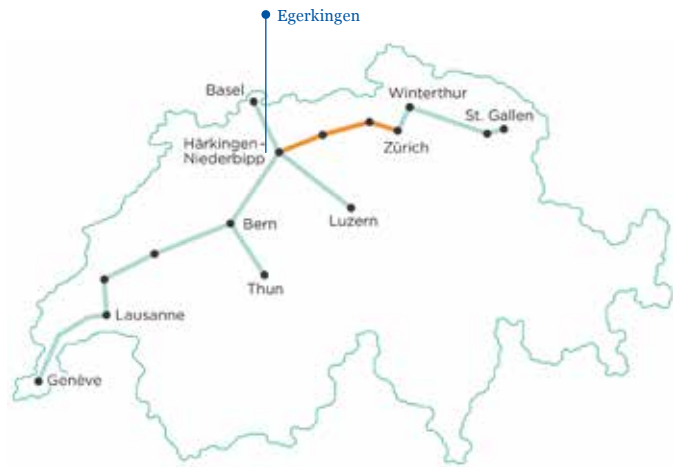 Egerkingen
Basel
Winterthur
St. Gallen
Härkingen-
Niederbipp
Zürich
Luzern
Bern
Thun
Lausanne
Genève